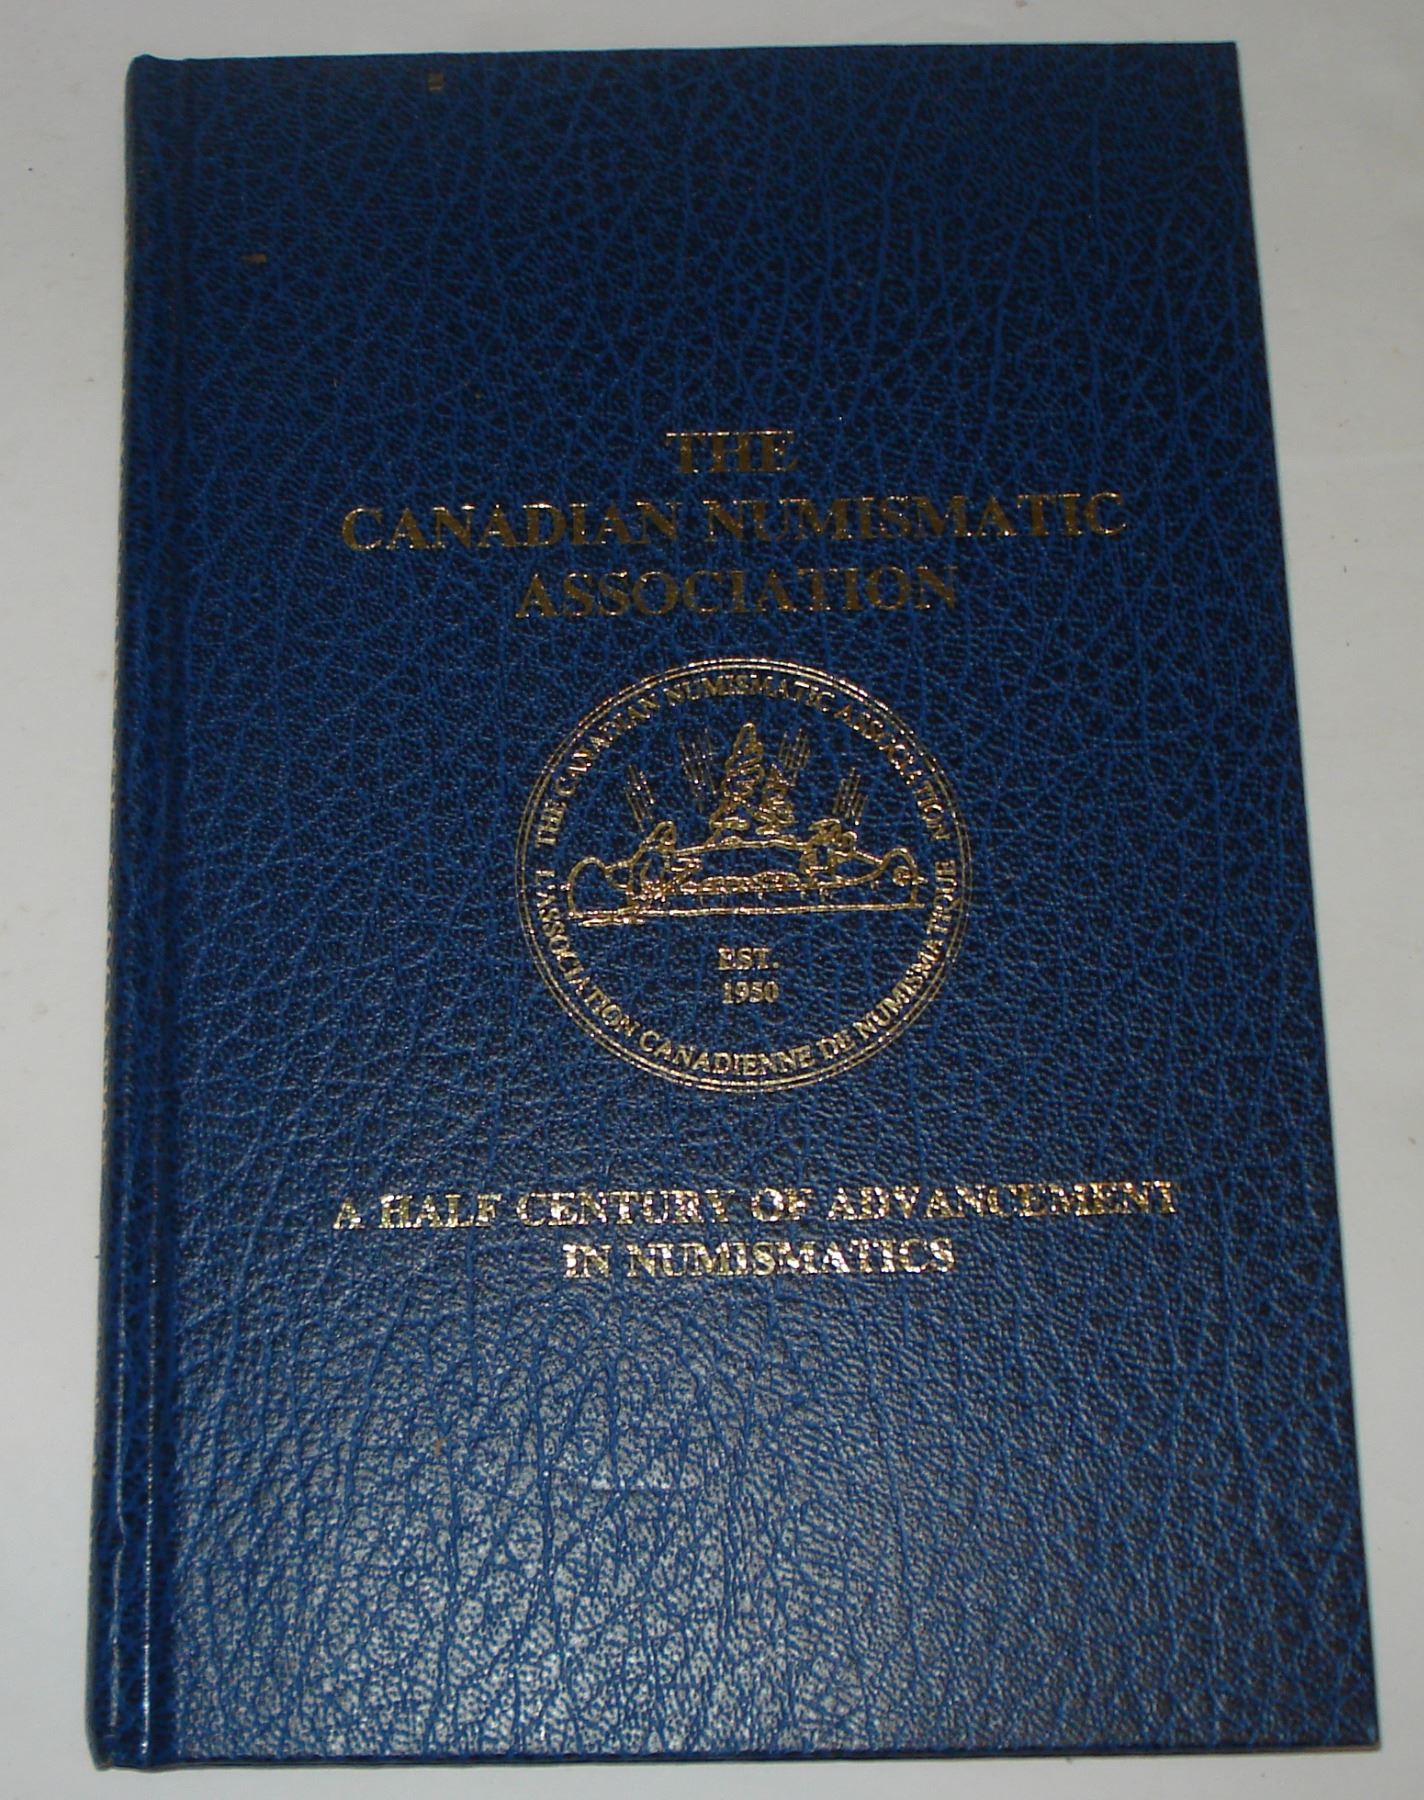 THE
CANADIAN NUMISMATIC
ASSOCIATION
THE CANADIAN NUMISMATIC ASSOCIATION
L'ASSOCIATION CANADIENNE DE NUMISMATIQUE
EST.
1950
A HALF CENTURY OF ADVANCEMENT
IN NUMISMATICS